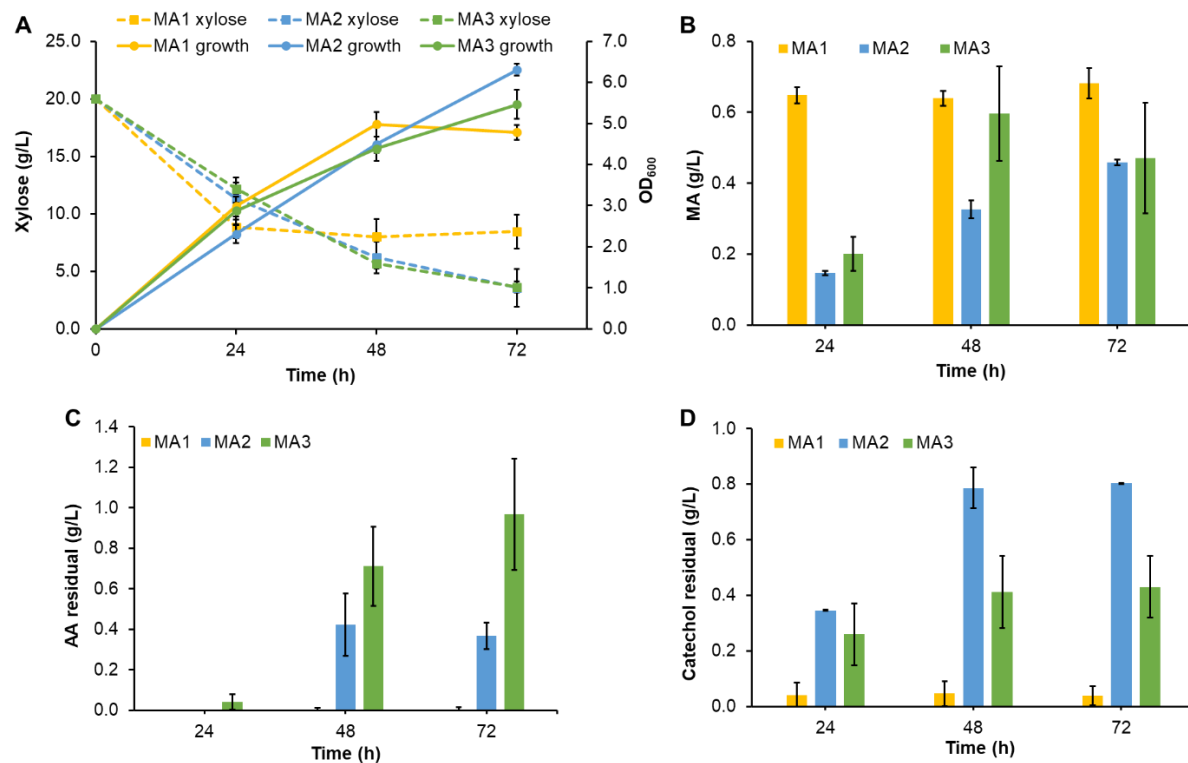 A
MA1 xylose MA2 xylose MA3 xylose
MA1 growth MA2 growth MA3 growth
25.0
20.0
15.0
10.0
5.0
0.0
Xylose (g/L)
7.0
6.0
5.0
4.0
3.0
2.0
1.0
0.0
OD600
0 24 48 72
Time (h)
B
MA1 MA2 MA3
0.8
0.6
0.4
0.2
0.0
MA (g/L)
24 48 72
Time (h)
C
MA1 MA2 MA3
1.4
1.2
1.0
0.8
0.6
0.4
0.2
0.0
AA residual (g/L)
24 48 72
Time (h)
D
MA1 MA2 MA3
1.0
0.8
0.6
0.4
0.2
0.0
Catechol residual (g/L)
24 48 72
Time (h)